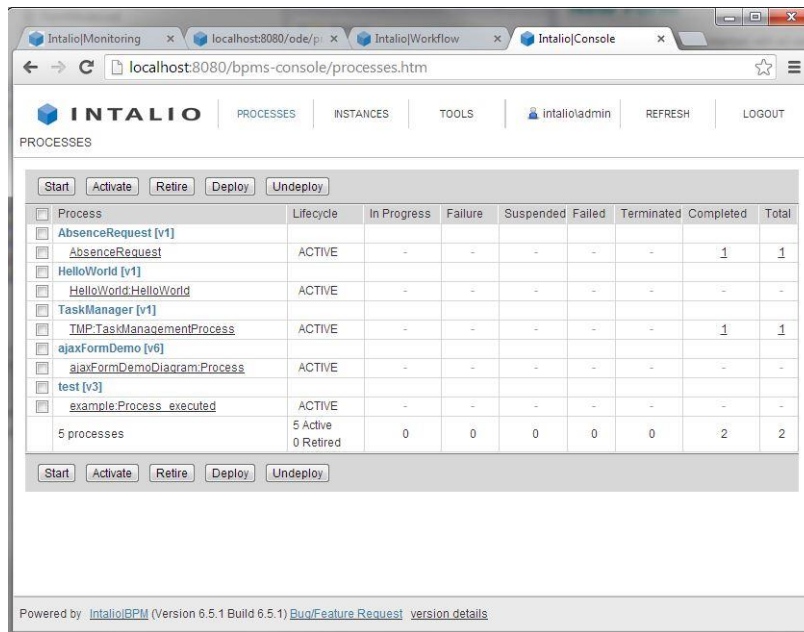 Intalio|Monitoring localhost:8080/ode/p Intalio|Workflow Intalio|Console
localhost:8080/bpms-console/processes.htm
INTALIO PROCESSES INSTANCES TOOLS intalio\admin REFRESH LOGOUT
PROCESSES
Start Activate Retire Deploy Undeploy
Process Lifecycle In Progress Failure Suspended Failed Terminated Completed Total
AbsenceRequest [v1]
AbsenceRequest ACTIVE - - - - - 1 1
HelloWorld [v1]
HelloWorld:HelloWorld ACTIVE - - - - - - -
TaskManager [v1]
TMP:TaskManagementProcess ACTIVE - - - - - 1 1
ajaxFormDemo [v6]
ajaxFormDemoDiagram:Process ACTIVE - - - - - - -
test [v3]
example:Process_executed ACTIVE - - - - - - -
5 processes 5 Active 0 0 0 0 0 2 2
0 Retired
Start Activate Retire Deploy Undeploy
Powered by Intalio|BPM (Version 6.5.1 Build 6.5.1) Bug/Feature Request version details